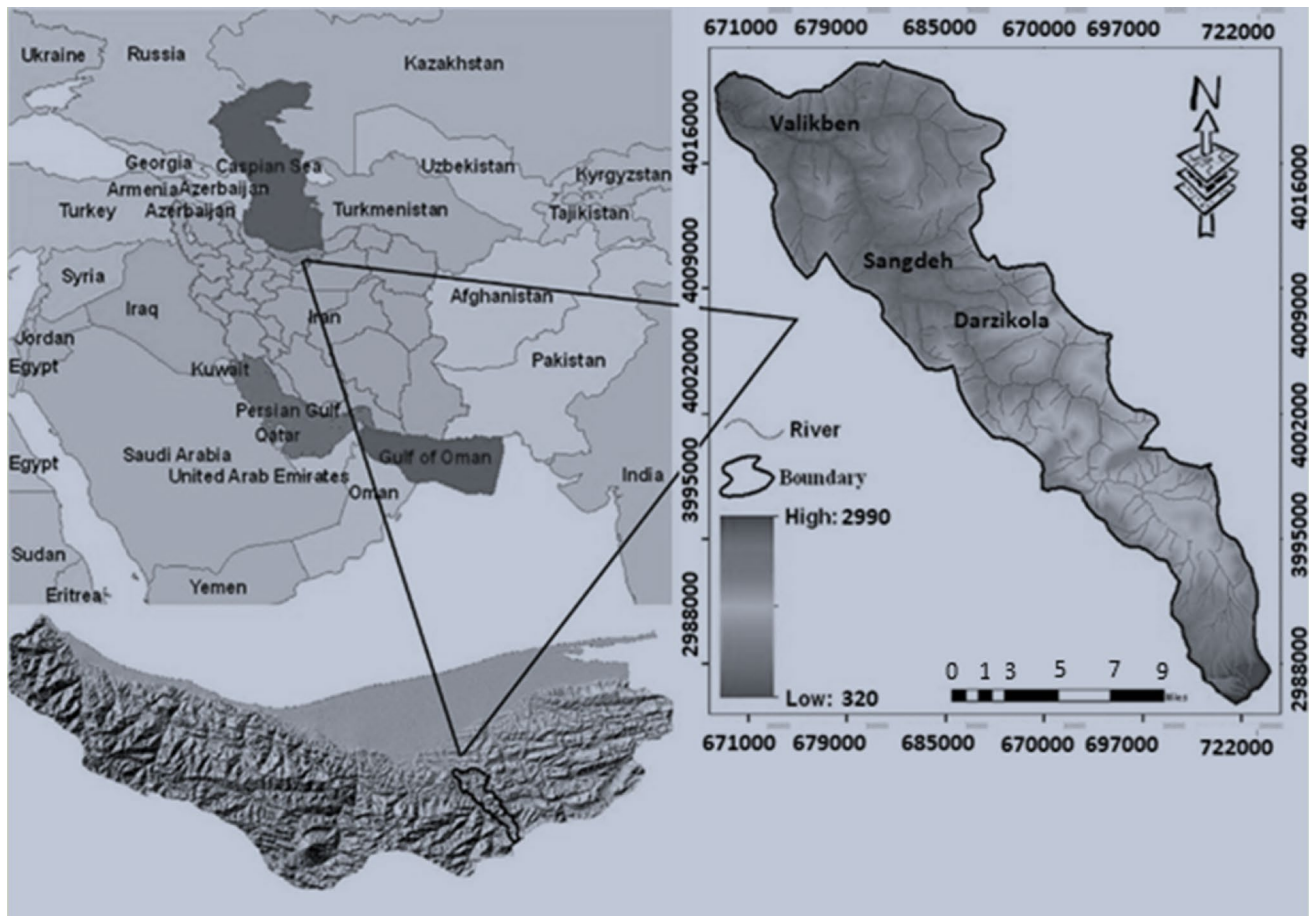 Ukraine
Russia
Kazakhstan
Georgia
Caspian Sea
Uzbekistan
Kyrgyzstan
Armenia
Azerbaijan
Turkey
Azerbaijan
Turkmenistan
Tajikistan
Syria
Iraq
Iran
Afghanistan
Jordan
Egypt
Kuwait
Pakistan
Persian Gulf
Qatar
Saudi Arabia
Gulf of Oman
Egypt
United Arab Emirates
Oman
India
Sudan
Eritrea
Yemen
671000 679000 685000 670000 697000 722000
4016000
4009000
4002000
3995000
2988000
N
Valikben
Sangdeh
Darzikola
River
Boundary
High: 2990
Low: 320
0 1 3 5 7 9
Miles
4016000
4009000
4002000
3995000
2988000
671000 679000 685000 670000 697000 722000